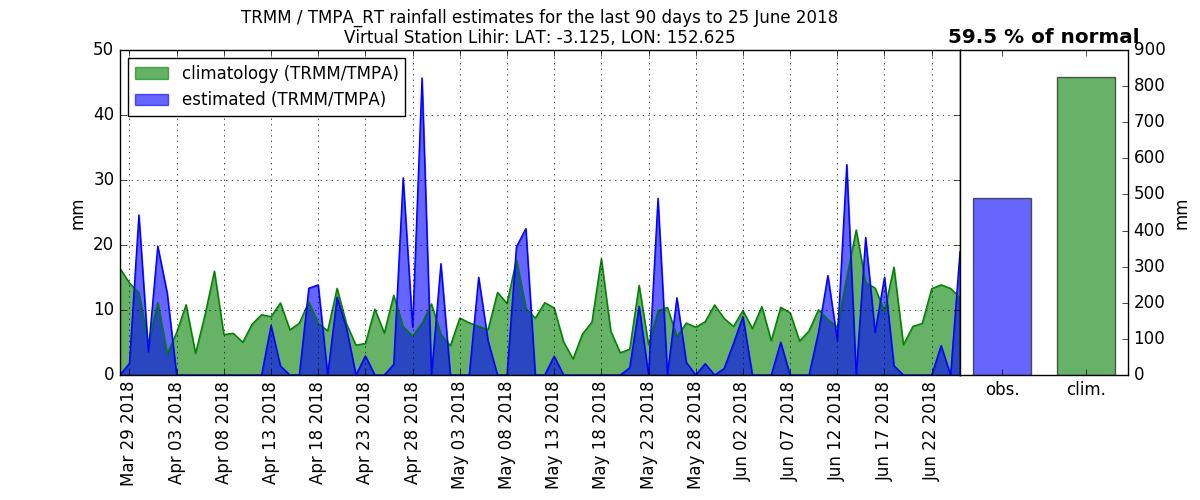 TRMM / TMPA_RT rainfall estimates for the last 90 days to 25 June 2018
Virtual Station Lihir: LAT: -3.125, LON: 152.625
59.5 % of normal
climatology (TRMM/TMPA)
estimated (TRMM/TMPA)
mm
50
40
30
20
10
0
Mar 29 2018
Apr 03 2018
Apr 08 2018
Apr 13 2018
Apr 18 2018
Apr 23 2018
Apr 28 2018
May 03 2018
May 08 2018
May 13 2018
May 18 2018
May 23 2018
May 28 2018
Jun 02 2018
Jun 07 2018
Jun 12 2018
Jun 17 2018
Jun 22 2018
obs.
clim.
900
800
700
600
500
400
300
200
100
0
mm